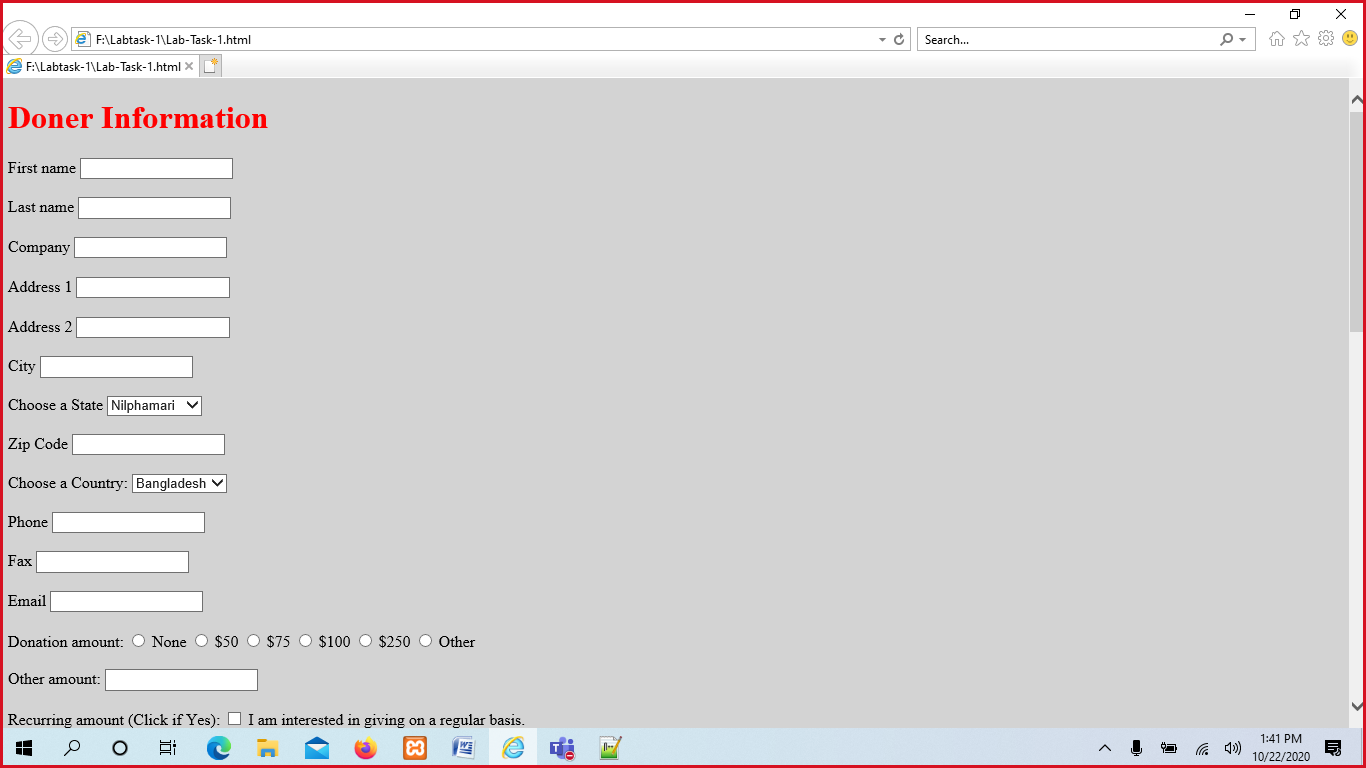 F:\Labtask-1\Lab-Task-1.html
Search...
F:\Labtask-1\Lab-Task-1.html
Doner Information
First name
Last name
Company
Address 1
Address 2
City
Choose a State Nilphamari
Zip Code
Choose a Country: Bangladesh
Phone
Fax
Email
Donation amount: None $50 $75 $100 $250 Other
Other amount:
Recurring amount (Click if Yes): I am interested in giving on a regular basis.
1:41 PM
10/22/2020